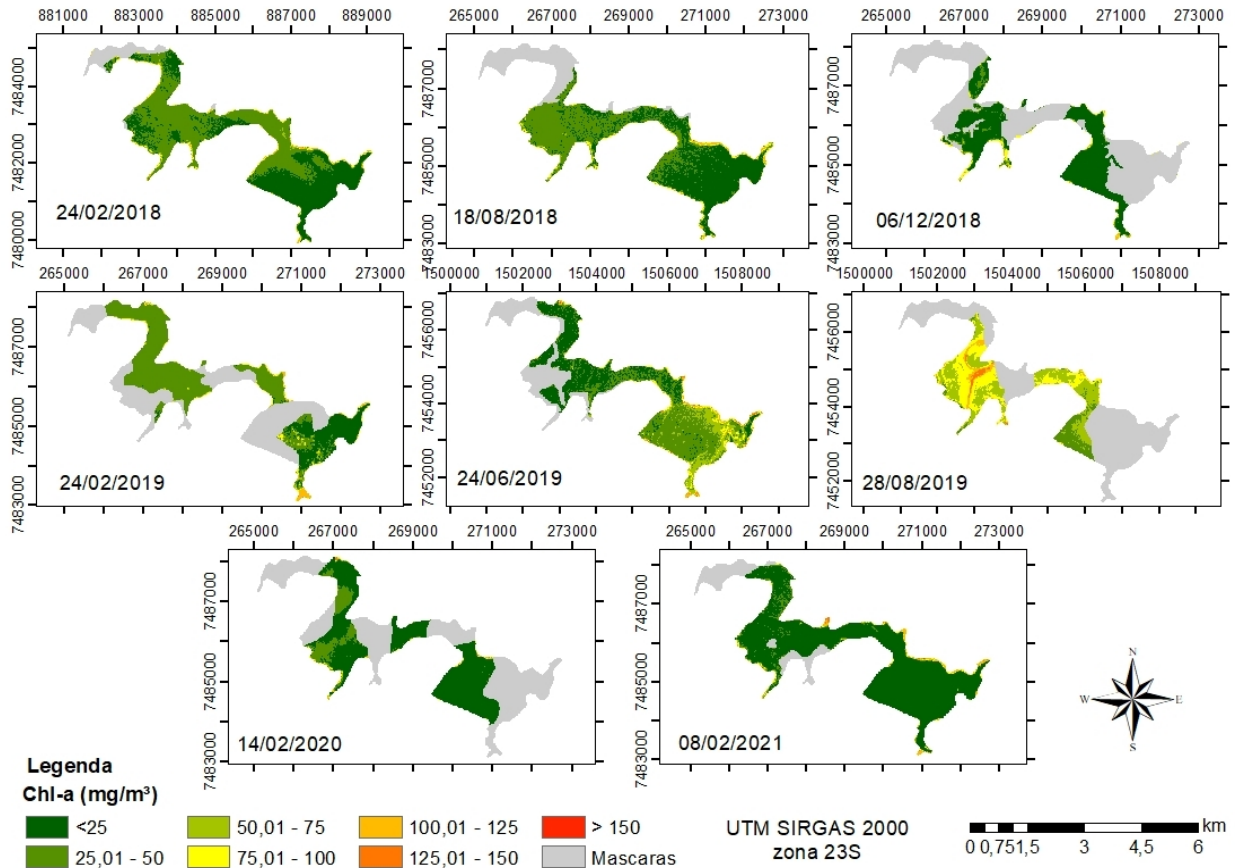 881000 883000 885000 887000 889000
7484000
7482000
7480000
24/02/2018
265000 267000 269000 271000 273000
7487000
7485000
7483000
18/08/2018
265000 267000 269000 271000 273000
7487000
7485000
7483000
06/12/2018
265000 267000 269000 271000 273000
7487000
7485000
7483000
24/02/2019
1500000 1502000 1504000 1506000 1508000
7456000
7454000
7452000
24/06/2019
1500000 1502000 1504000 1506000 1508000
7456000
7454000
7452000
28/08/2019
265000 267000 269000 271000 273000
7487000
7485000
7483000
14/02/2020
265000 267000 269000 271000 273000
7487000
7485000
7483000
08/02/2021
N
W E
S
Legenda
Chl-a (mg/m³)
<25
25,01 - 50
50,01 - 75
75,01 - 100
100,01 - 125
125,01 - 150
> 150
Mascaras
UTM SIRGAS 2000
zona 23S
0 0,75 1,5 3 4,5 6 km